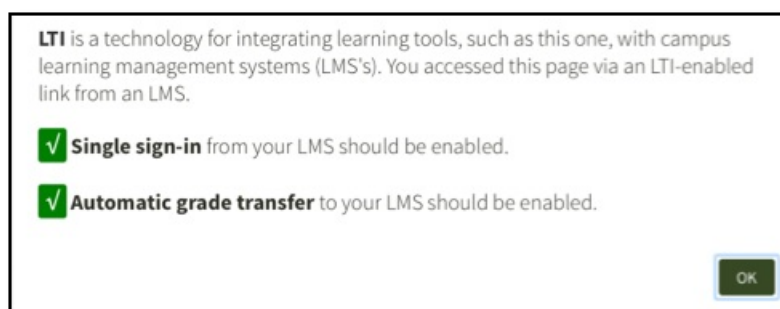 LTI is a technology for integrating learning tools, such as this one, with campus
learning management systems (LMS's). You accessed this page via an LTI-enabled
link from an LMS.
√ Single sign-in from your LMS should be enabled.
√ Automatic grade transfer to your LMS should be enabled.
OK